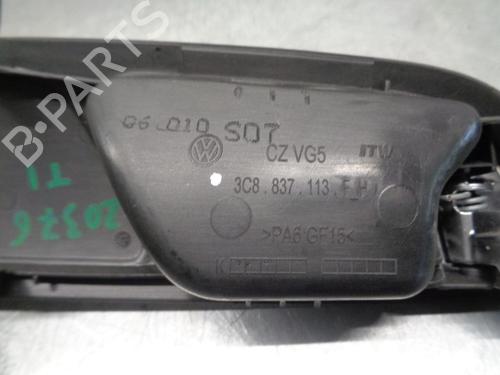 06 010 S07
CZ VG5 ITW
3C8 837 113 F H
>PA6 GF15<
K
20376
T1
B-PARTS